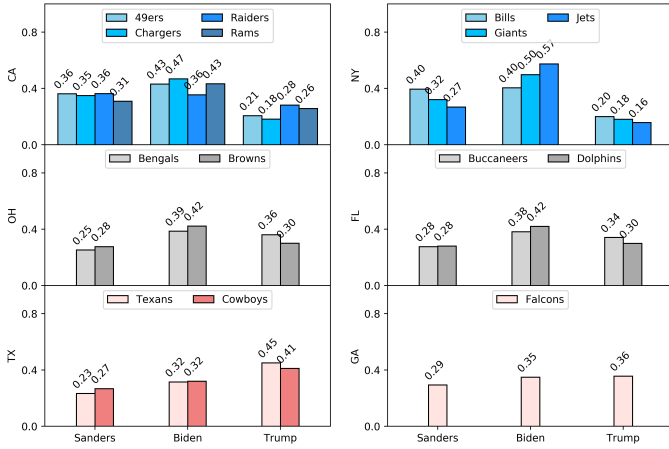 0.8
0.4
0.0
CA
49ers
Chargers
Raiders
Rams
0.36
0.35
0.36
0.31
0.43
0.47
0.36
0.43
0.21
0.18
0.28
0.26
0.8
0.4
0.0
NY
Bills
Giants
Jets
0.40
0.32
0.27
0.40
0.50
0.57
0.20
0.18
0.16
0.8
0.4
0.0
OH
Bengals
Browns
0.25
0.28
0.39
0.42
0.36
0.30
0.8
0.4
0.0
FL
Buccaneers
Dolphins
0.28
0.28
0.38
0.42
0.34
0.30
0.8
0.4
0.0
TX
Texans
Cowboys
0.23
0.27
0.32
0.32
0.45
0.41
Sanders
Biden
Trump
0.8
0.4
0.0
GA
Falcons
0.29
0.35
0.36
Sanders
Biden
Trump